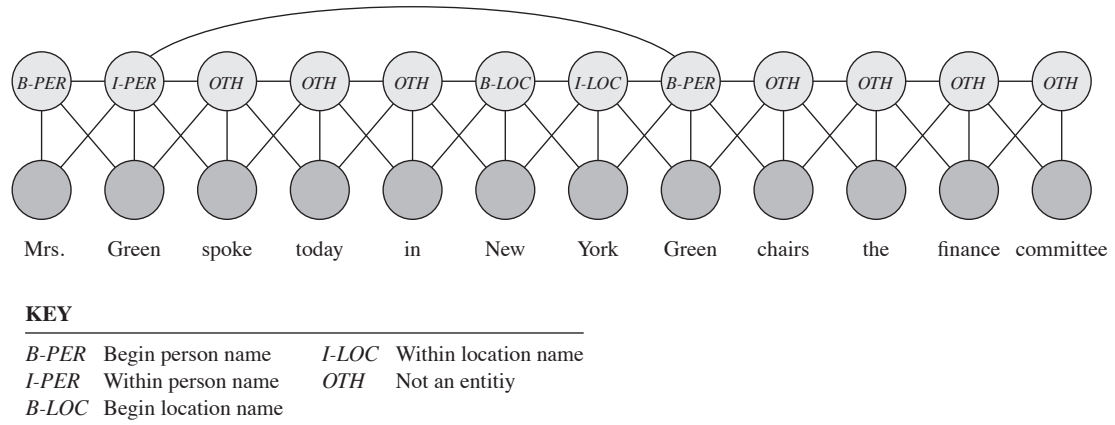 B-PER I-PER OTH OTH OTH B-LOC I-LOC B-PER OTH OTH OTH OTH
Mrs. Green spoke today in New York Green chairs the finance committee
KEY
B-PER Begin person name I-LOC Within location name
I-PER Within person name OTH Not an entitiy
B-LOC Begin location name